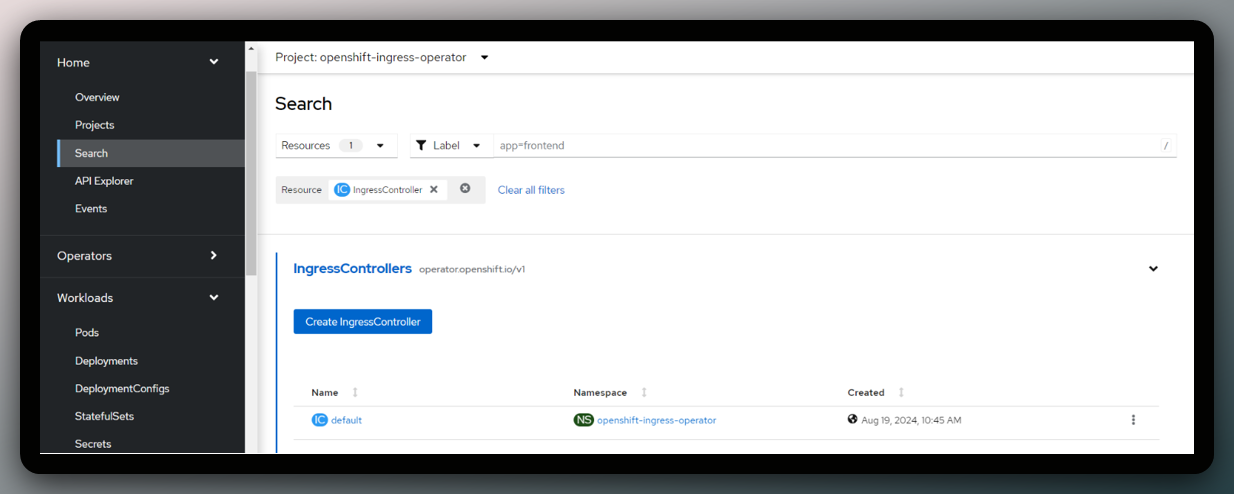 Home
Overview
Projects
Search
API Explorer
Events
Operators
Workloads
Pods
Deployments
DeploymentConfigs
StatefulSets
Secrets
Project: openshift-ingress-operator
Search
Resources 1 Label app=frontend /
Resource IC IngressController Clear all filters
IngressControllers operator.openshift.io/v1
Create IngressController
Name Namespace Created
IC default NS openshift-ingress-operator Aug 19, 2024, 10:45 AM